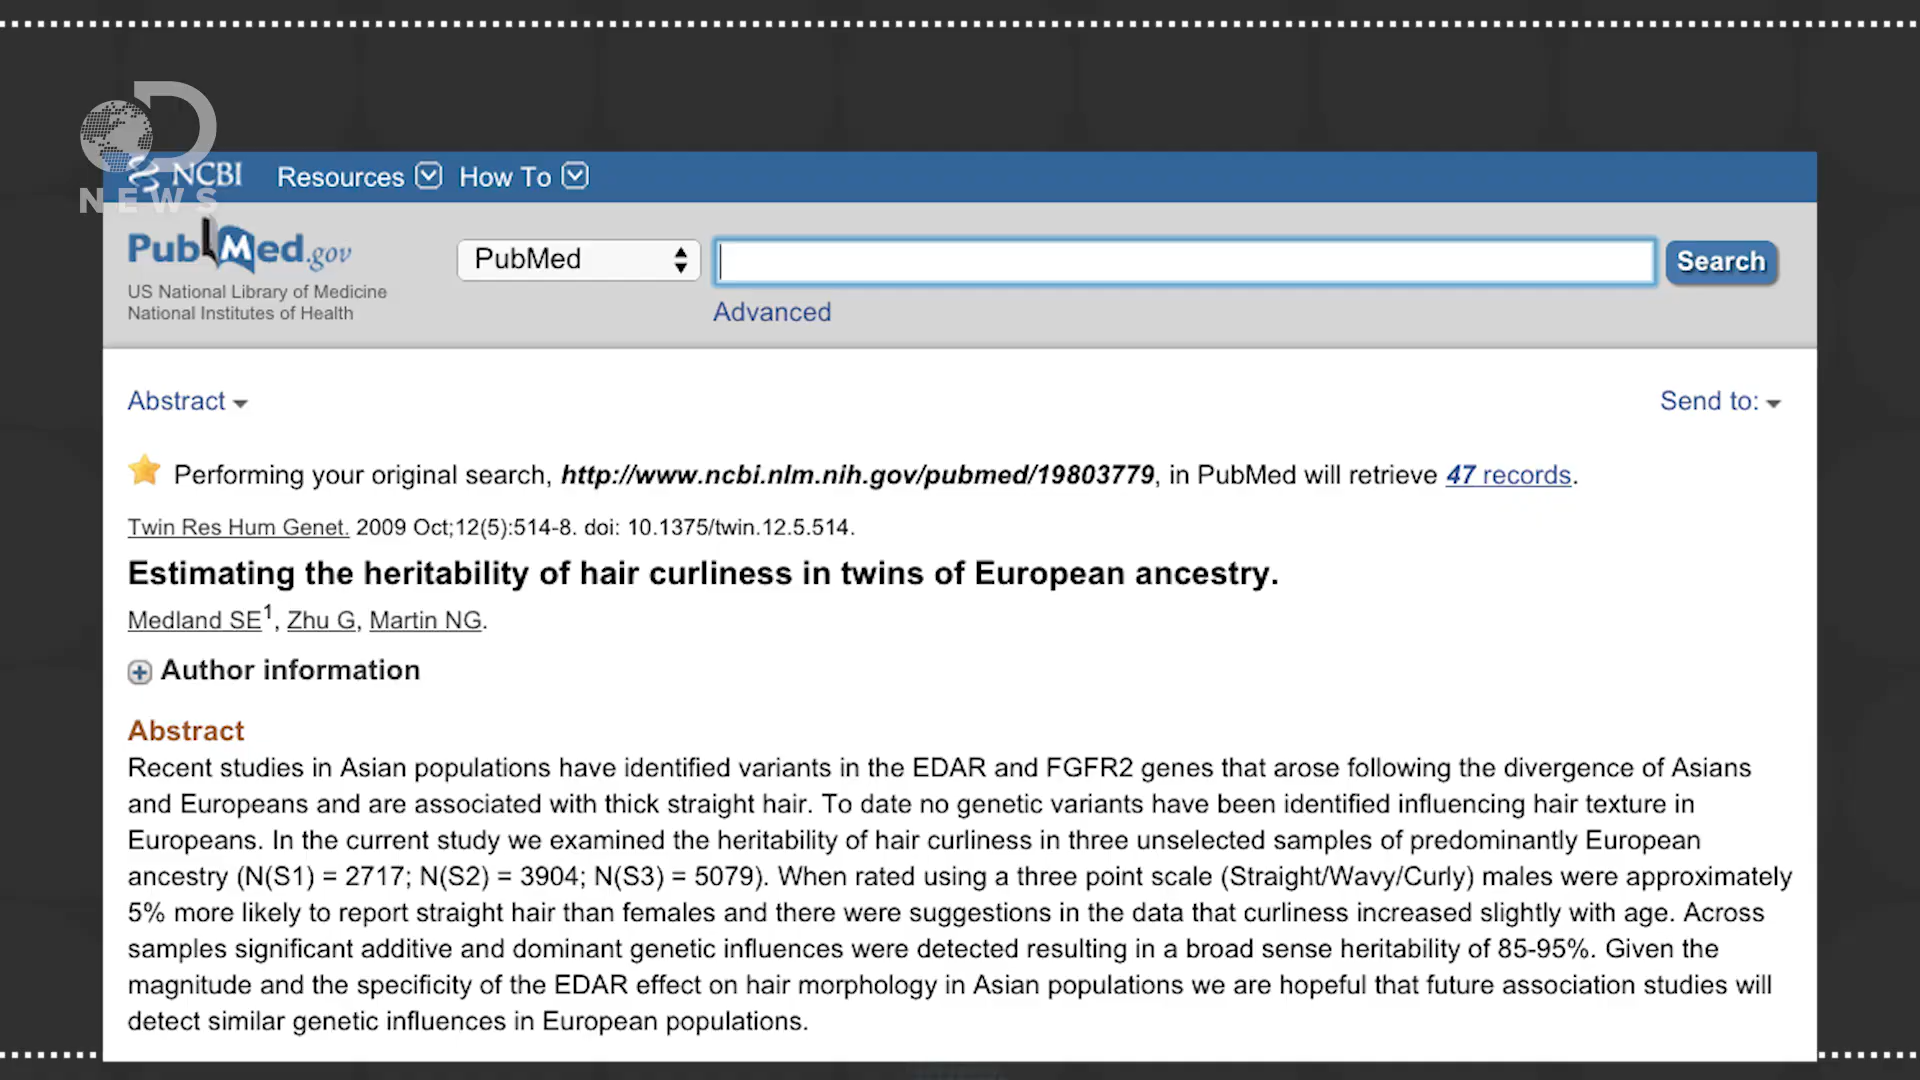 NEWS
NCBI Resources How To
PubMed.gov
PubMed
Search
US National Library of Medicine
National Institutes of Health
Advanced
Abstract
Send to:
Performing your original search, http://www.ncbi.nlm.nih.gov/pubmed/19803779, in PubMed will retrieve 47 records.
Twin Res Hum Genet. 2009 Oct;12(5):514-8. doi: 10.1375/twin.12.5.514.
Estimating the heritability of hair curliness in twins of European ancestry.
Medland SE1, Zhu G, Martin NG.
Author information
Abstract
Recent studies in Asian populations have identified variants in the EDAR and FGFR2 genes that arose following the divergence of Asians
and Europeans and are associated with thick straight hair. To date no genetic variants have been identified influencing hair texture in
Europeans. In the current study we examined the heritability of hair curliness in three unselected samples of predominantly European
ancestry (N(S1) = 2717; N(S2) = 3904; N(S3) = 5079). When rated using a three point scale (Straight/Wavy/Curly) males were approximately
5% more likely to report straight hair than females and there were suggestions in the data that curliness increased slightly with age. Across
samples significant additive and dominant genetic influences were detected resulting in a broad sense heritability of 85-95%. Given the
magnitude and the specificity of the EDAR effect on hair morphology in Asian populations we are hopeful that future association studies will
detect similar genetic influences in European populations.